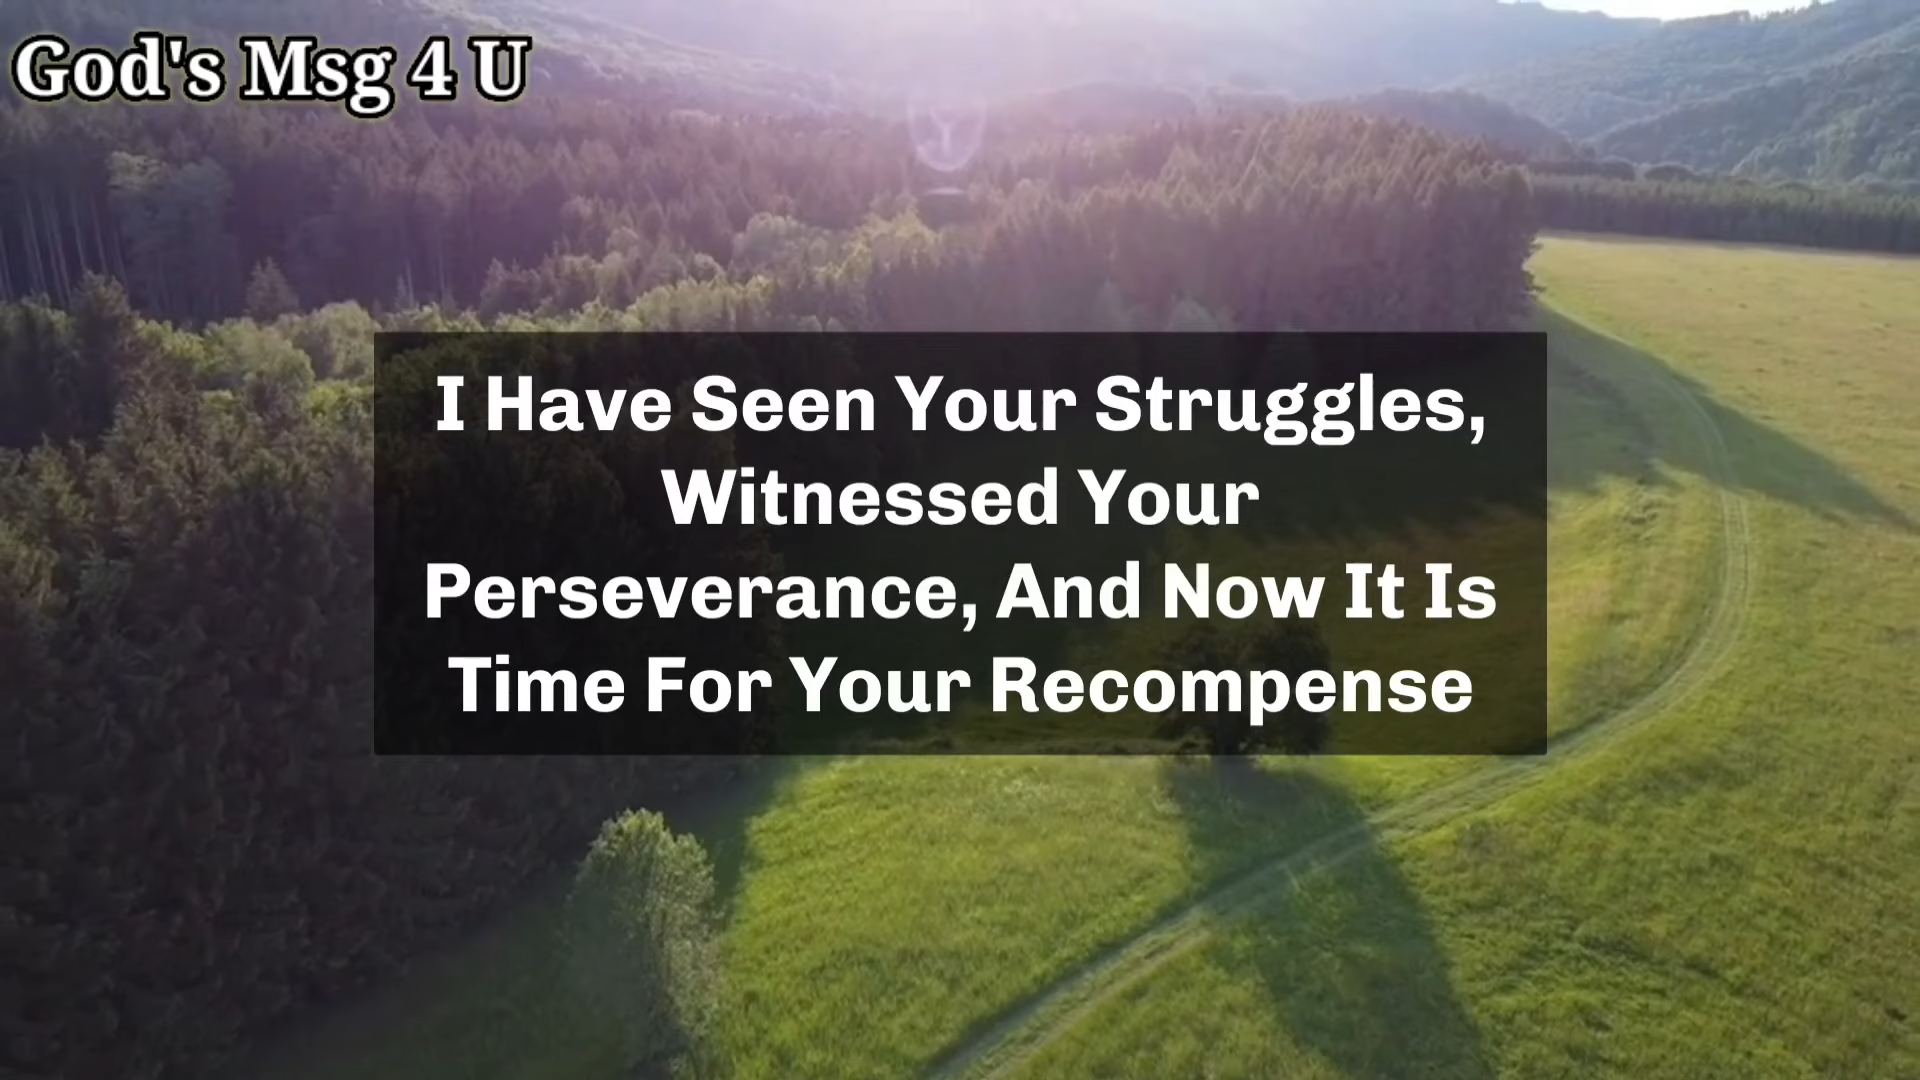 God's Msg 4 U
I Have Seen Your Struggles,
Witnessed Your
Perseverance, And Now It Is
Time For Your Recompense